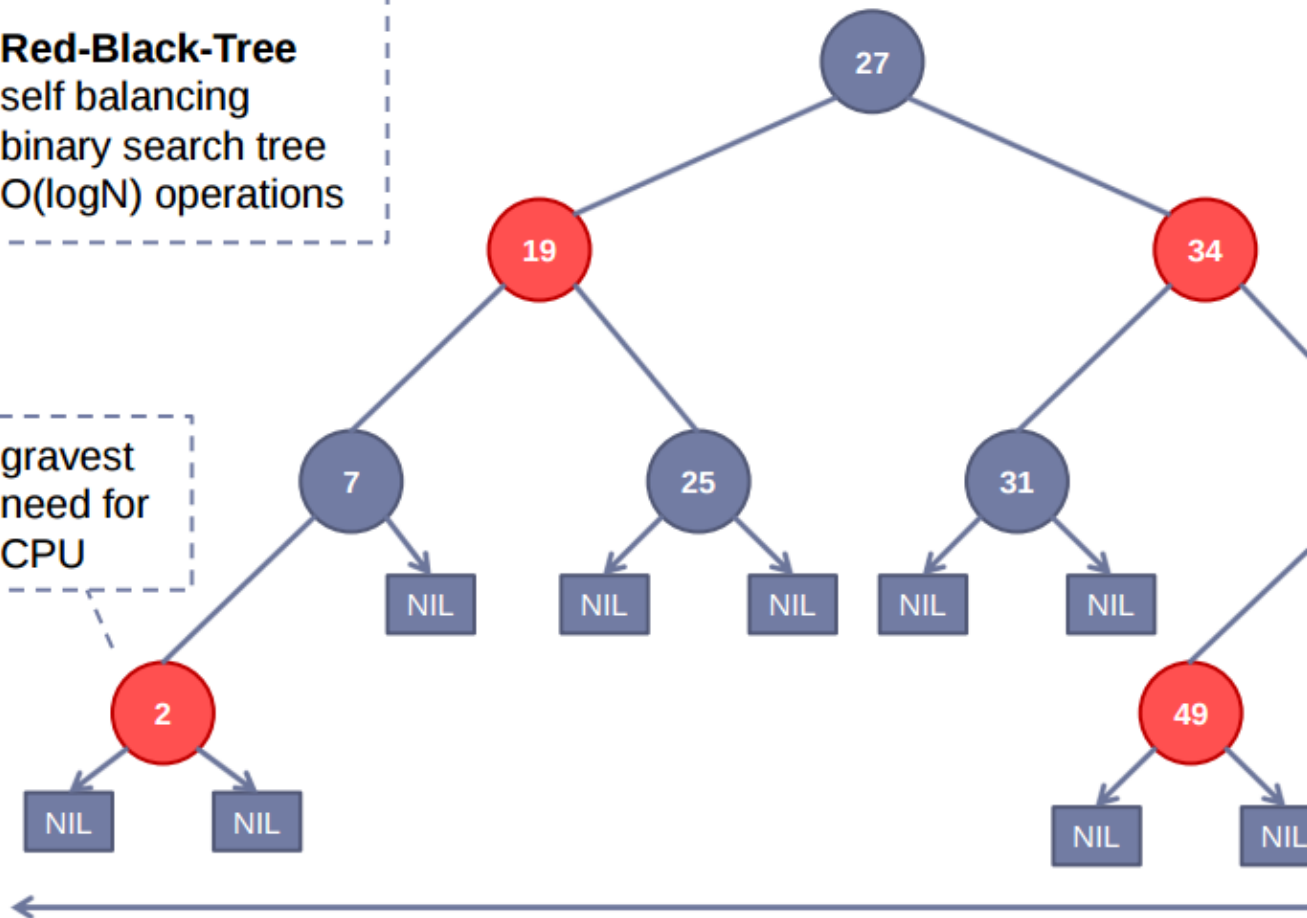 Red-Black-Tree
self balancing
binary search tree
O(logN) operations
27
19
34
gravest
need for
CPU
7
25
31
NIL
NIL
NIL
NIL
NIL
2
49
NIL
NIL
NIL
NIL